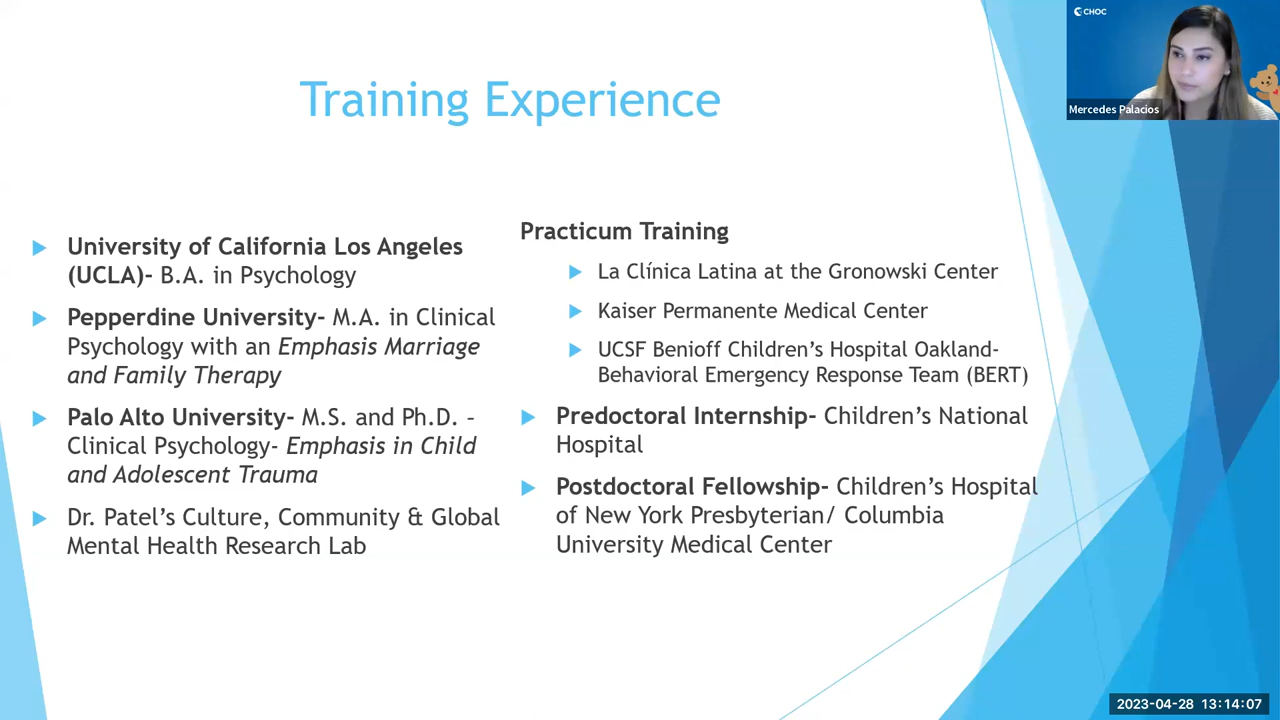 CHOC
Mercedes Palacios
Training Experience
University of California Los Angeles
(UCLA)- B.A. in Psychology
Pepperdine University- M.A. in Clinical
Psychology with an Emphasis Marriage
and Family Therapy
Palo Alto University- M.S. and Ph.D. –
Clinical Psychology- Emphasis in Child
and Adolescent Trauma
Dr. Patel’s Culture, Community & Global
Mental Health Research Lab
Practicum Training
La Clínica Latina at the Gronowski Center
Kaiser Permanente Medical Center
UCSF Benioff Children’s Hospital Oakland-
Behavioral Emergency Response Team (BERT)
Predoctoral Internship- Children’s National
Hospital
Postdoctoral Fellowship- Children’s Hospital
of New York Presbyterian/ Columbia
University Medical Center
2023-04-28 13:14:07